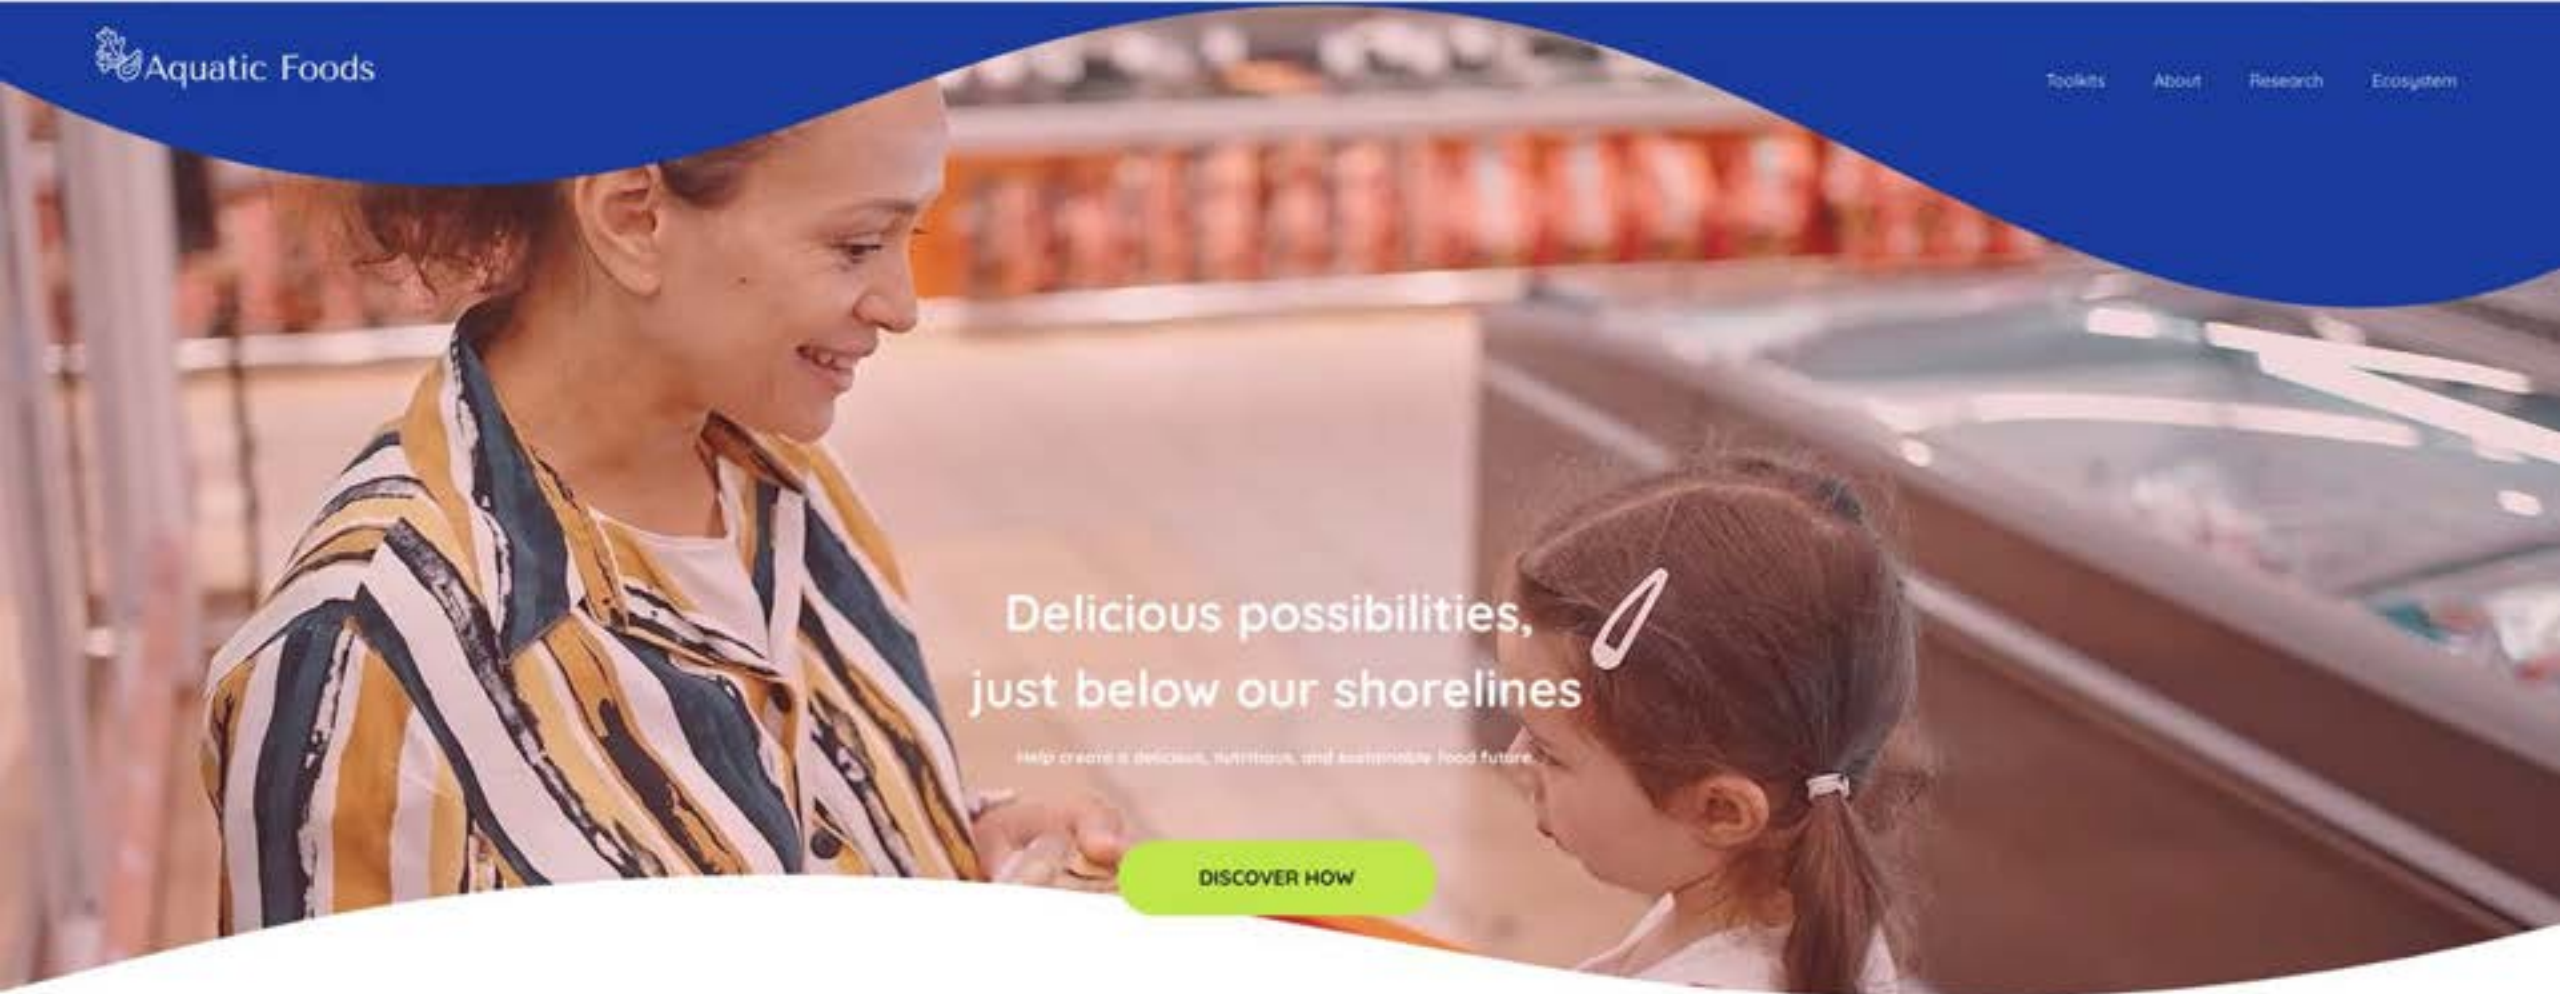 Aquatic Foods
Toolkits About Research Ecosystem
Delicious possibilities,
just below our shorelines
Help create a delicious, nutritious, and sustainable food future.
DISCOVER HOW